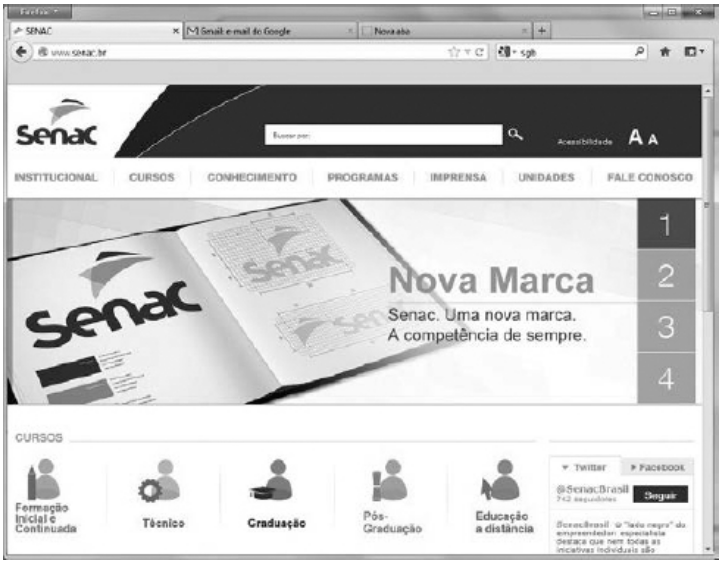 Firefox
SENAC
Gmail: e-mail do Google
Nova aba
www.senac.br
sgb
senac
Buscar por:
Acessibilidade A A
INSTITUCIONAL CURSOS CONHECIMENTO PROGRAMAS IMPRENSA UNIDADES FALE CONOSCO
senac
senac
Nova Marca
Senac. Uma nova marca.
A competência de sempre.
1
2
3
4
CURSOS
Formação
Inicial e
Continuada
Técnico
Graduação
Pós-
Graduação
Educação
a distância
Twitter Facebook
@SenacBrasil
742 seguidores
Seguir
SenacBrasil O "lado negro" do
empreendedor: especialista
destaca que nem todas as
iniciativas individuais são